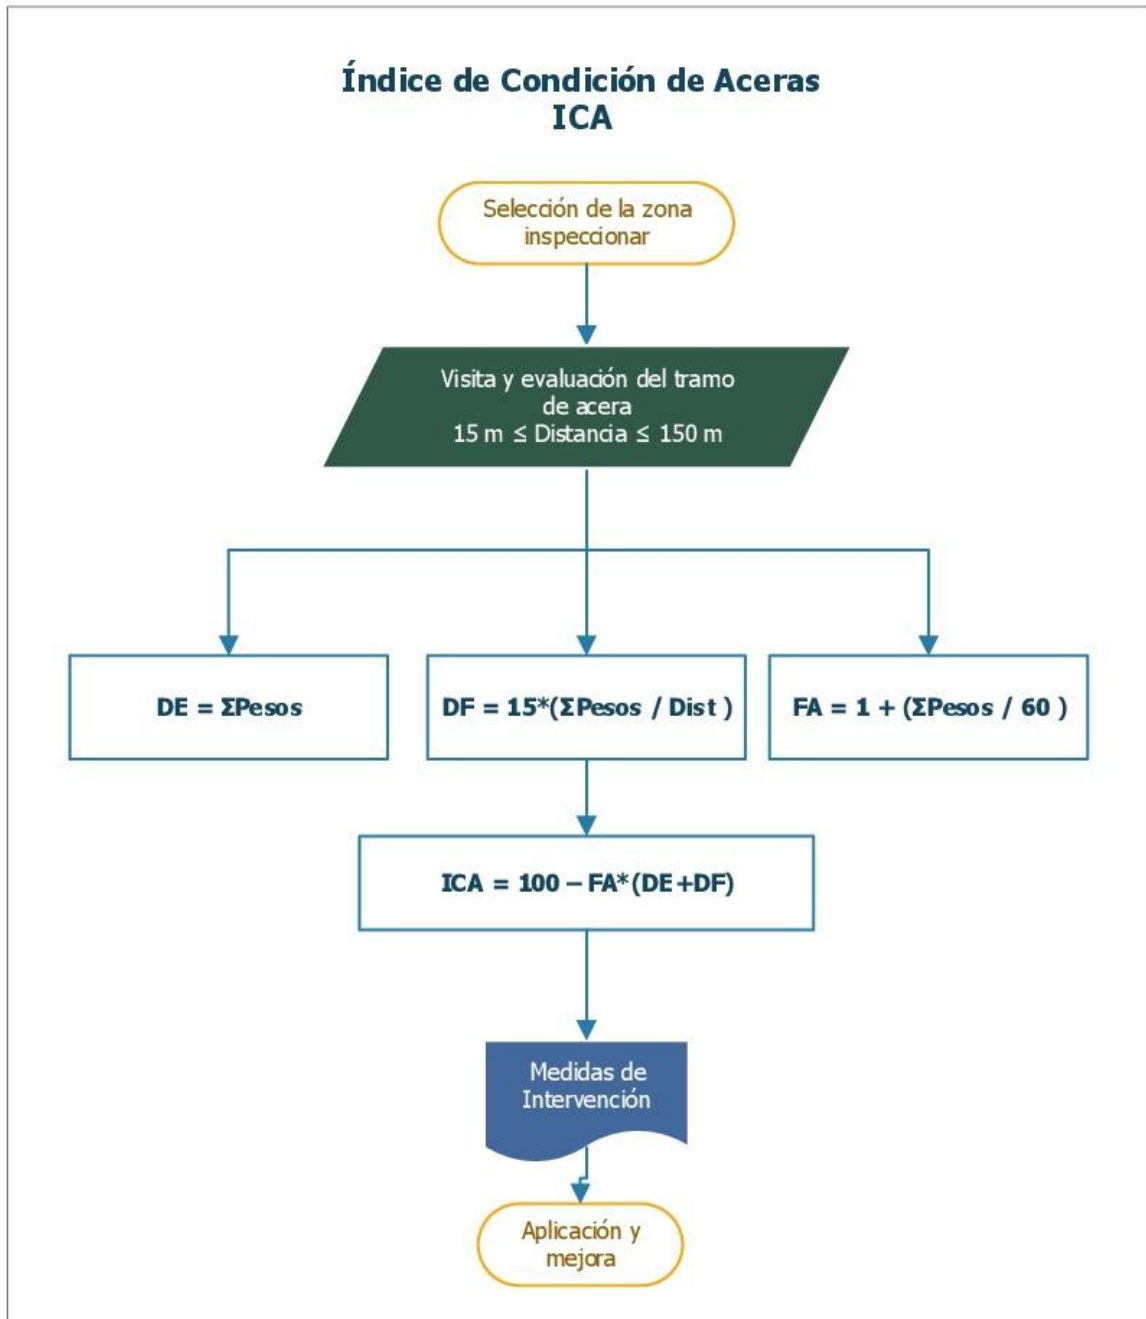 Índice de Condición de Aceras
ICA
Selección de la zona
inspeccionar
Visita y evaluación del tramo
de acera
15 m ≤ Distancia ≤ 150 m
DE = ΣPesos
DF = 15*(ΣPesos / Dist )
FA = 1 + (ΣPesos / 60 )
ICA = 100 – FA*(DE+DF)
Medidas de
Intervención
Aplicación y
mejora